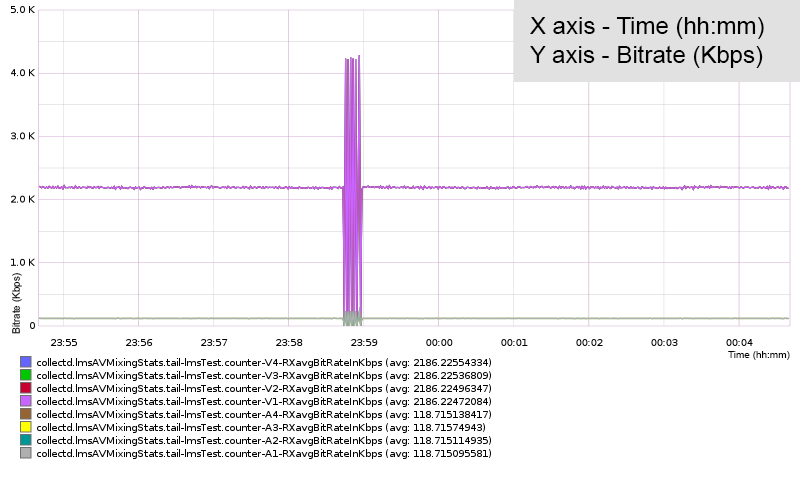 X axis - Time (hh:mm)
Y axis - Bitrate (Kbps)
5.0 K
4.0 K
3.0 K
2.0 K
1.0 K
0
Bitrate (Kbps)
23:55 23:56 23:57 23:58 23:59 00:00 00:01 00:02 00:03 00:04
Time (hh:mm)
collectd.lmsAVMixingStats.tail-lmsTest.counter-V4-RXavgBitRateInKbps (avg: 2186.22554334)
collectd.lmsAVMixingStats.tail-lmsTest.counter-V3-RXavgBitRateInKbps (avg: 2186.22536809)
collectd.lmsAVMixingStats.tail-lmsTest.counter-V2-RXavgBitRateInKbps (avg: 2186.22496347)
collectd.lmsAVMixingStats.tail-lmsTest.counter-V1-RXavgBitRateInKbps (avg: 2186.22472084)
collectd.lmsAVMixingStats.tail-lmsTest.counter-A4-RXavgBitRateInKbps (avg: 118.715138417)
collectd.lmsAVMixingStats.tail-lmsTest.counter-A3-RXavgBitRateInKbps (avg: 118.71574943)
collectd.lmsAVMixingStats.tail-lmsTest.counter-A2-RXavgBitRateInKbps (avg: 118.715114935)
collectd.lmsAVMixingStats.tail-lmsTest.counter-A1-RXavgBitRateInKbps (avg: 118.715095581)